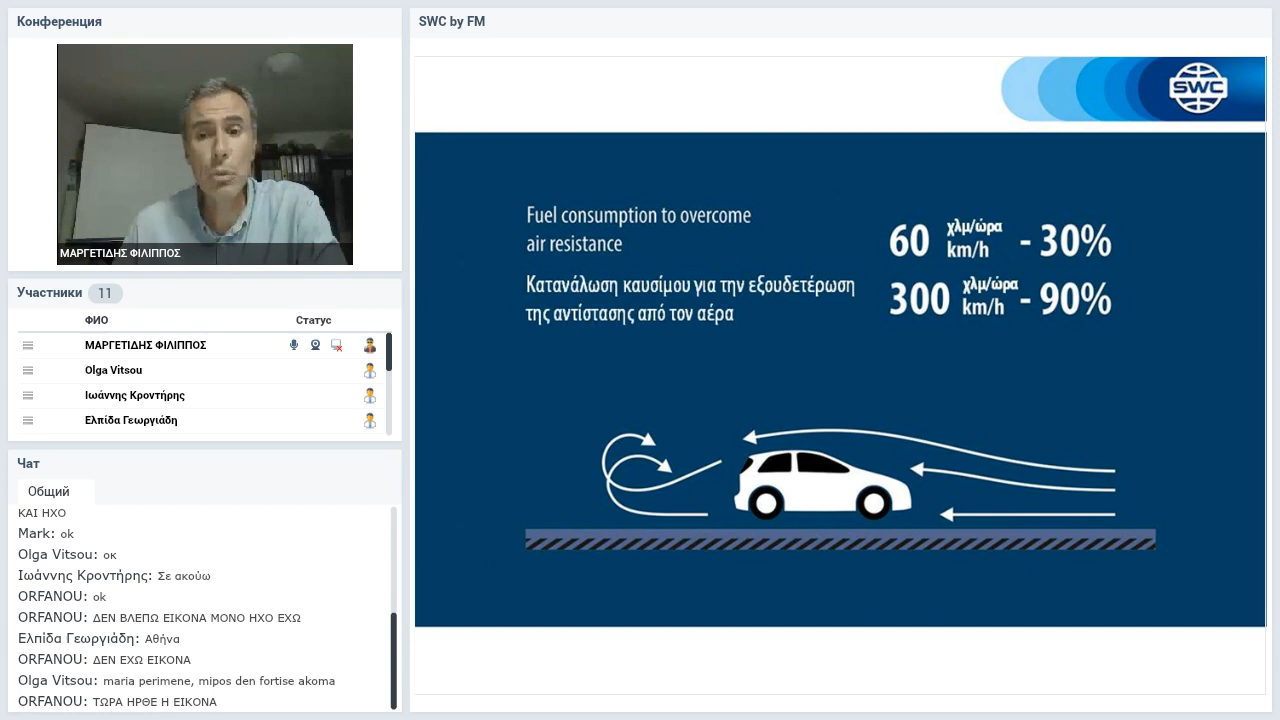 Конференция
ΜΑΡΓΕΤΙΔΗΣ ΦΙΛΙΠΠΟΣ
Участники 11
ФИО Статус
ΜΑΡΓΕΤΙΔΗΣ ΦΙΛΙΠΠΟΣ
Olga Vitsou
Ιωάννης Κροντήρης
Ελπίδα Γεωργιάδη
Чат
Общий
ΚΑΙ ΗΧΟ
Mark: ok
Olga Vitsou: οκ
Ιωάννης Κροντήρης: Σε ακούω
ORFANOU: ok
ORFANOU: ΔΕΝ ΒΛΕΠΩ ΕΙΚΟΝΑ ΜΟΝΟ ΗΧΟ ΕΧΩ
Ελπίδα Γεωργιάδη: Αθήνα
ORFANOU: ΔΕΝ ΕΧΩ ΕΙΚΟΝΑ
Olga Vitsou: maria perimene, mipos den fortise akoma
ORFANOU: ΤΩΡΑ ΗΡΘΕ Η ΕΙΚΟΝΑ
SWC by FM
SWC
Fuel consumption to overcome
air resistance
Κατανάλωση καυσίμου για την εξουδετέρωση
της αντίστασης από τον αέρα
60 χλμ/ώρα km/h - 30%
300 χλμ/ώρα km/h - 90%